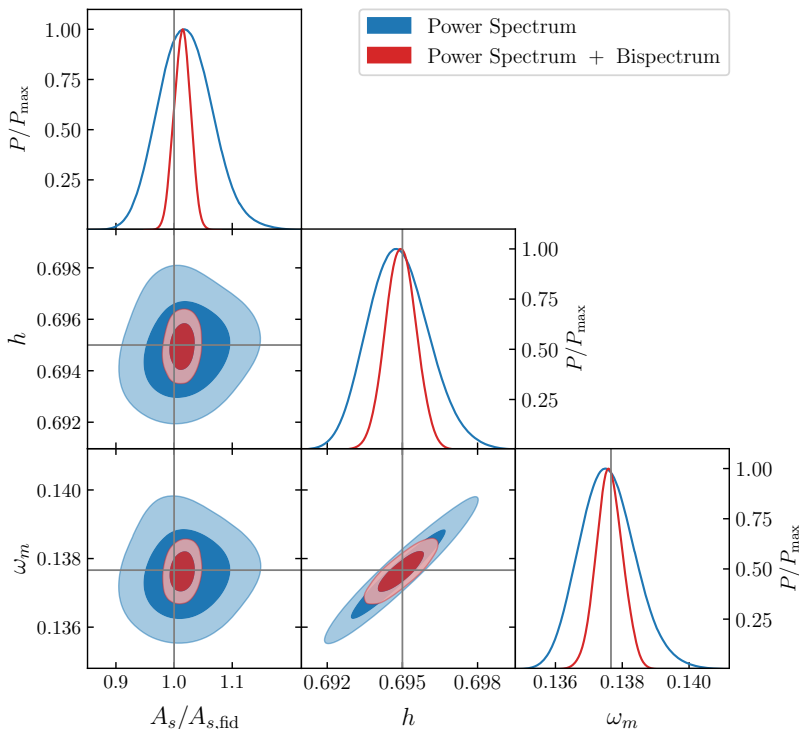 Power Spectrum
Power Spectrum + Bispectrum
1.00
0.75
0.50
0.25
P/P_max
0.698
0.696
0.694
0.692
h
1.00
0.75
0.50
0.25
P/P_max
0.140
0.138
0.136
ω_m
1.00
0.75
0.50
0.25
P/P_max
0.9 1.0 1.1
0.692 0.695 0.698
0.136 0.138 0.140
A_s/A_s,fid
h
ω_m